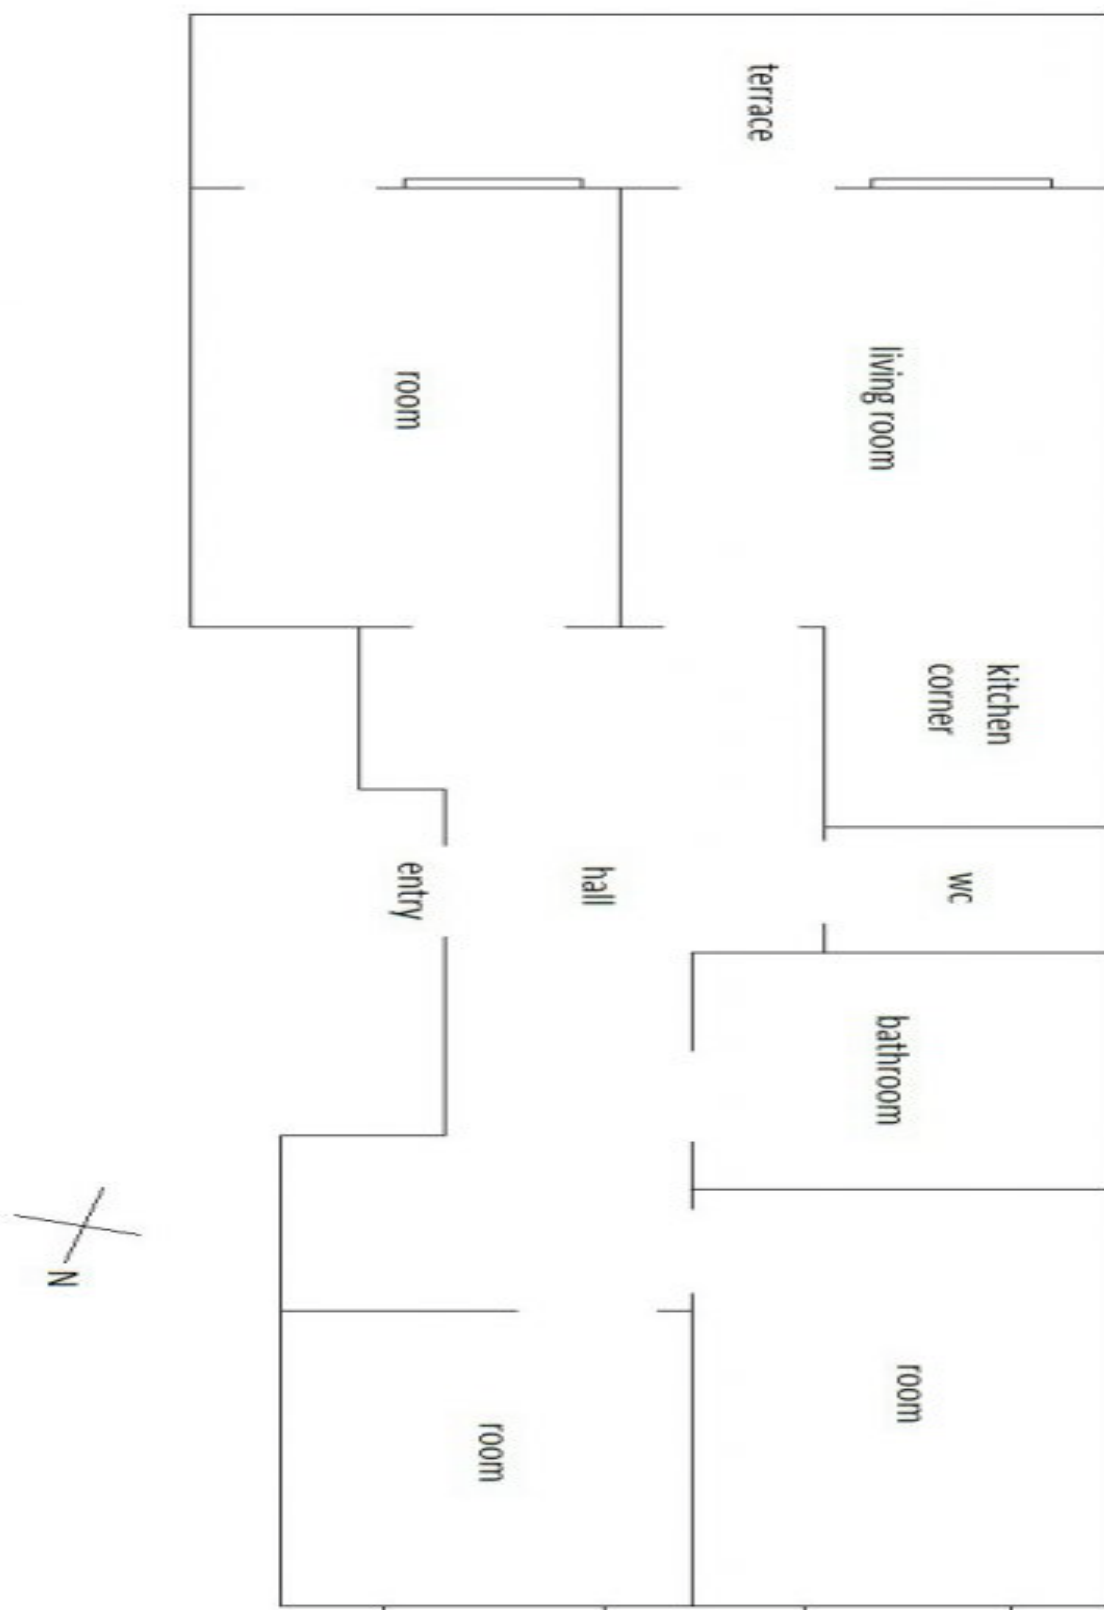 terrace
room
living room
kitchen
corner
entry
hall
wc
bathroom
room
room
N